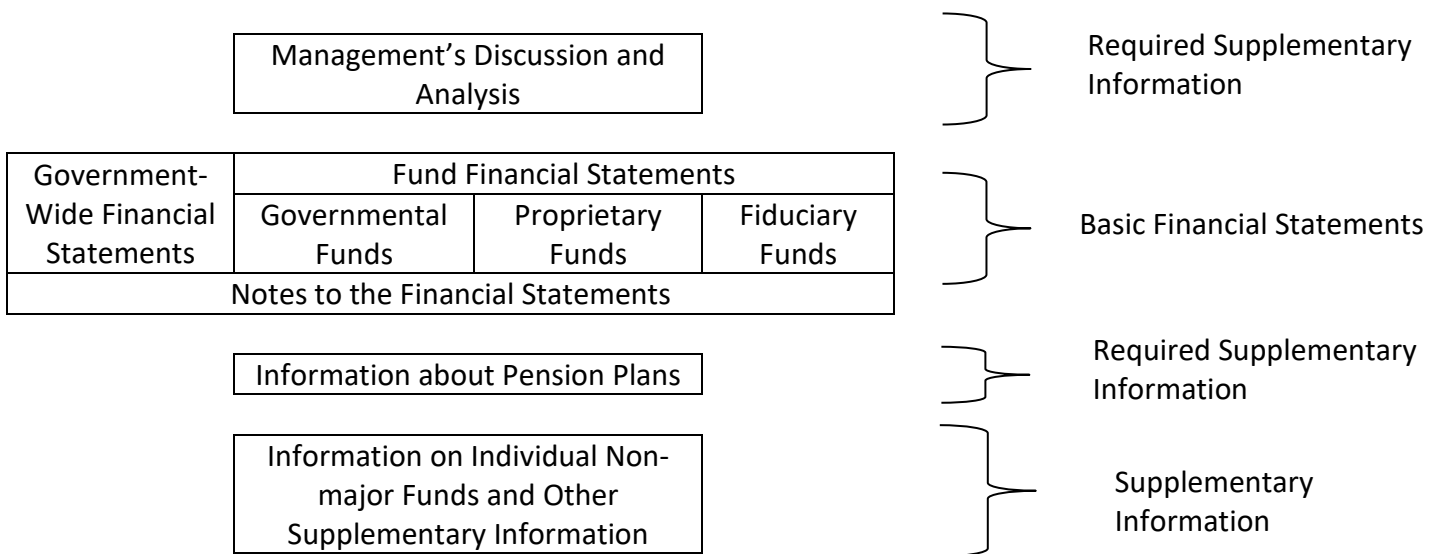 Management’s Discussion and
Analysis
Required Supplementary
Information
Government-
Wide Financial
Statements
Fund Financial Statements
Governmental
Funds
Proprietary
Funds
Fiduciary
Funds
Notes to the Financial Statements
Basic Financial Statements
Information about Pension Plans
Required Supplementary
Information
Information on Individual Non-
major Funds and Other
Supplementary Information
Supplementary
Information